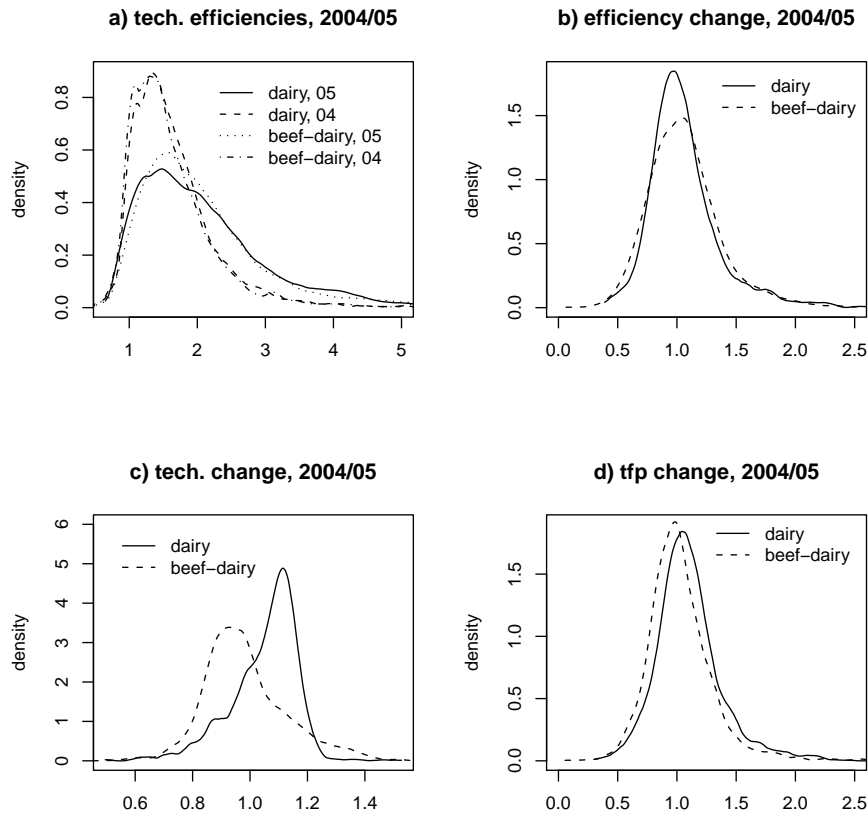 a) tech. efficiencies, 2004/05
density
0.0 0.2 0.4 0.6 0.8
1 2 3 4 5
dairy, 05
dairy, 04
beef−dairy, 05
beef−dairy, 04
b) efficiency change, 2004/05
density
0.0 0.5 1.0 1.5
0.0 0.5 1.0 1.5 2.0 2.5
dairy
beef−dairy
c) tech. change, 2004/05
density
0 1 2 3 4 5 6
0.6 0.8 1.0 1.2 1.4
dairy
beef−dairy
d) tfp change, 2004/05
density
0.0 0.5 1.0 1.5
0.0 0.5 1.0 1.5 2.0 2.5
dairy
beef−dairy